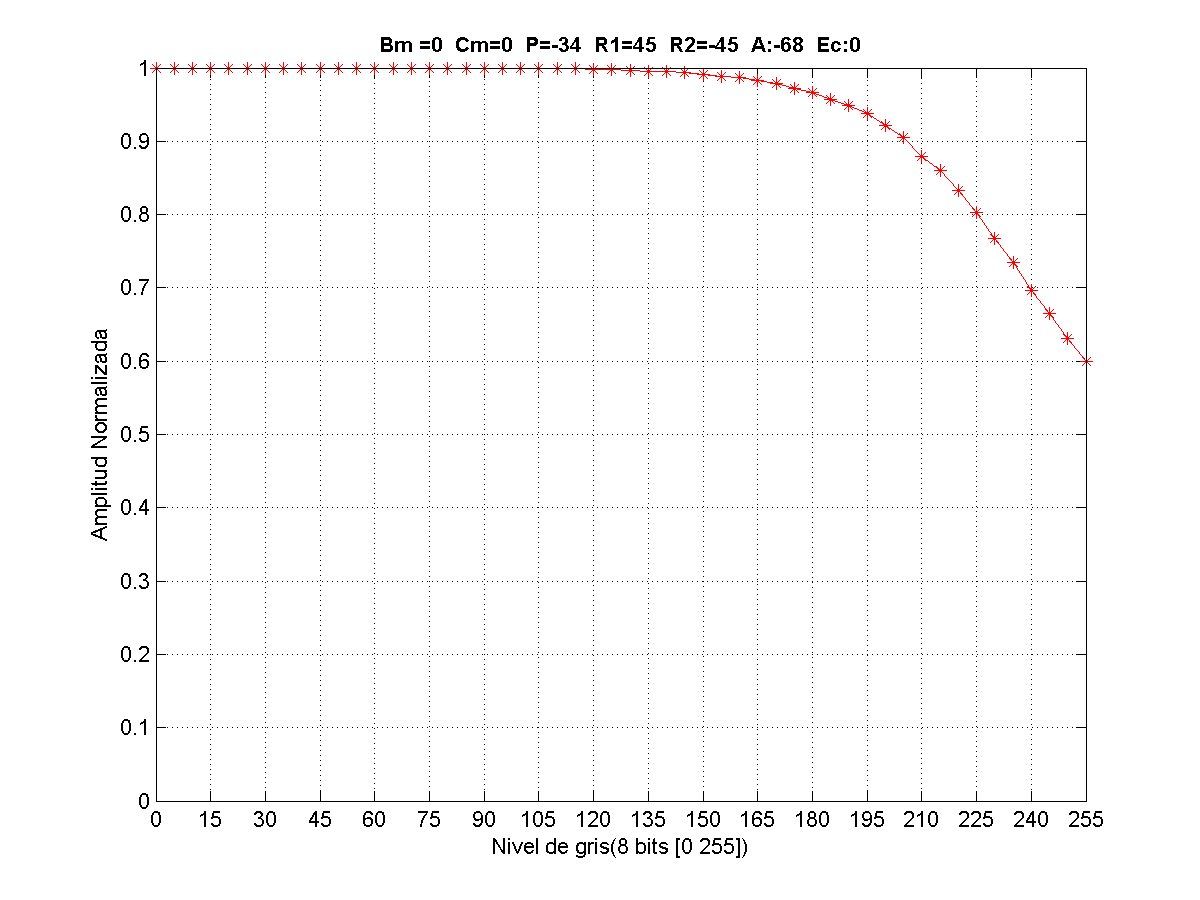 Bm =0 Cm=0 P=-34 R1=45 R2=-45 A:-68 Ec:0
Amplitud Normalizada
1
0.9
0.8
0.7
0.6
0.5
0.4
0.3
0.2
0.1
0
0 15 30 45 60 75 90 105 120 135 150 165 180 195 210 225 240 255
Nivel de gris(8 bits [0 255])